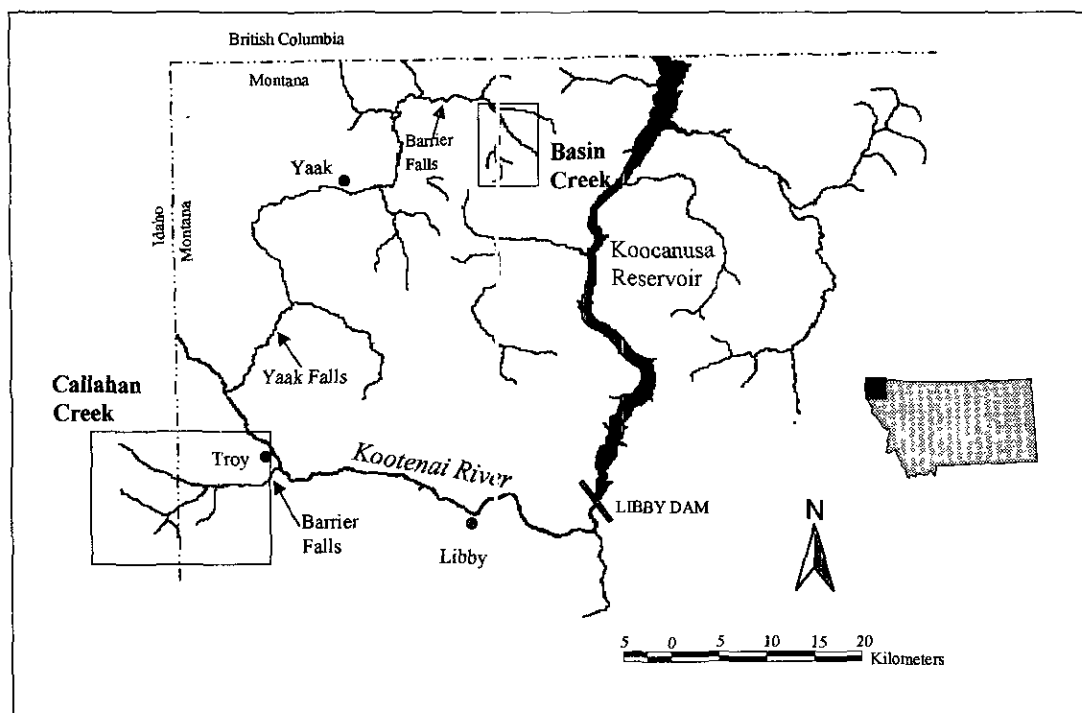 British Columbia
Montana
Barrier
Falls
Basin
Creek
Yaak
Idaho
Montana
Koocanusa
Reservoir
Yaak Falls
Callahan
Creek
Troy
Kootenai River
Barrier
Falls
Libby
LIBBY DAM
N
5 0 5 10 15 20
Kilometers